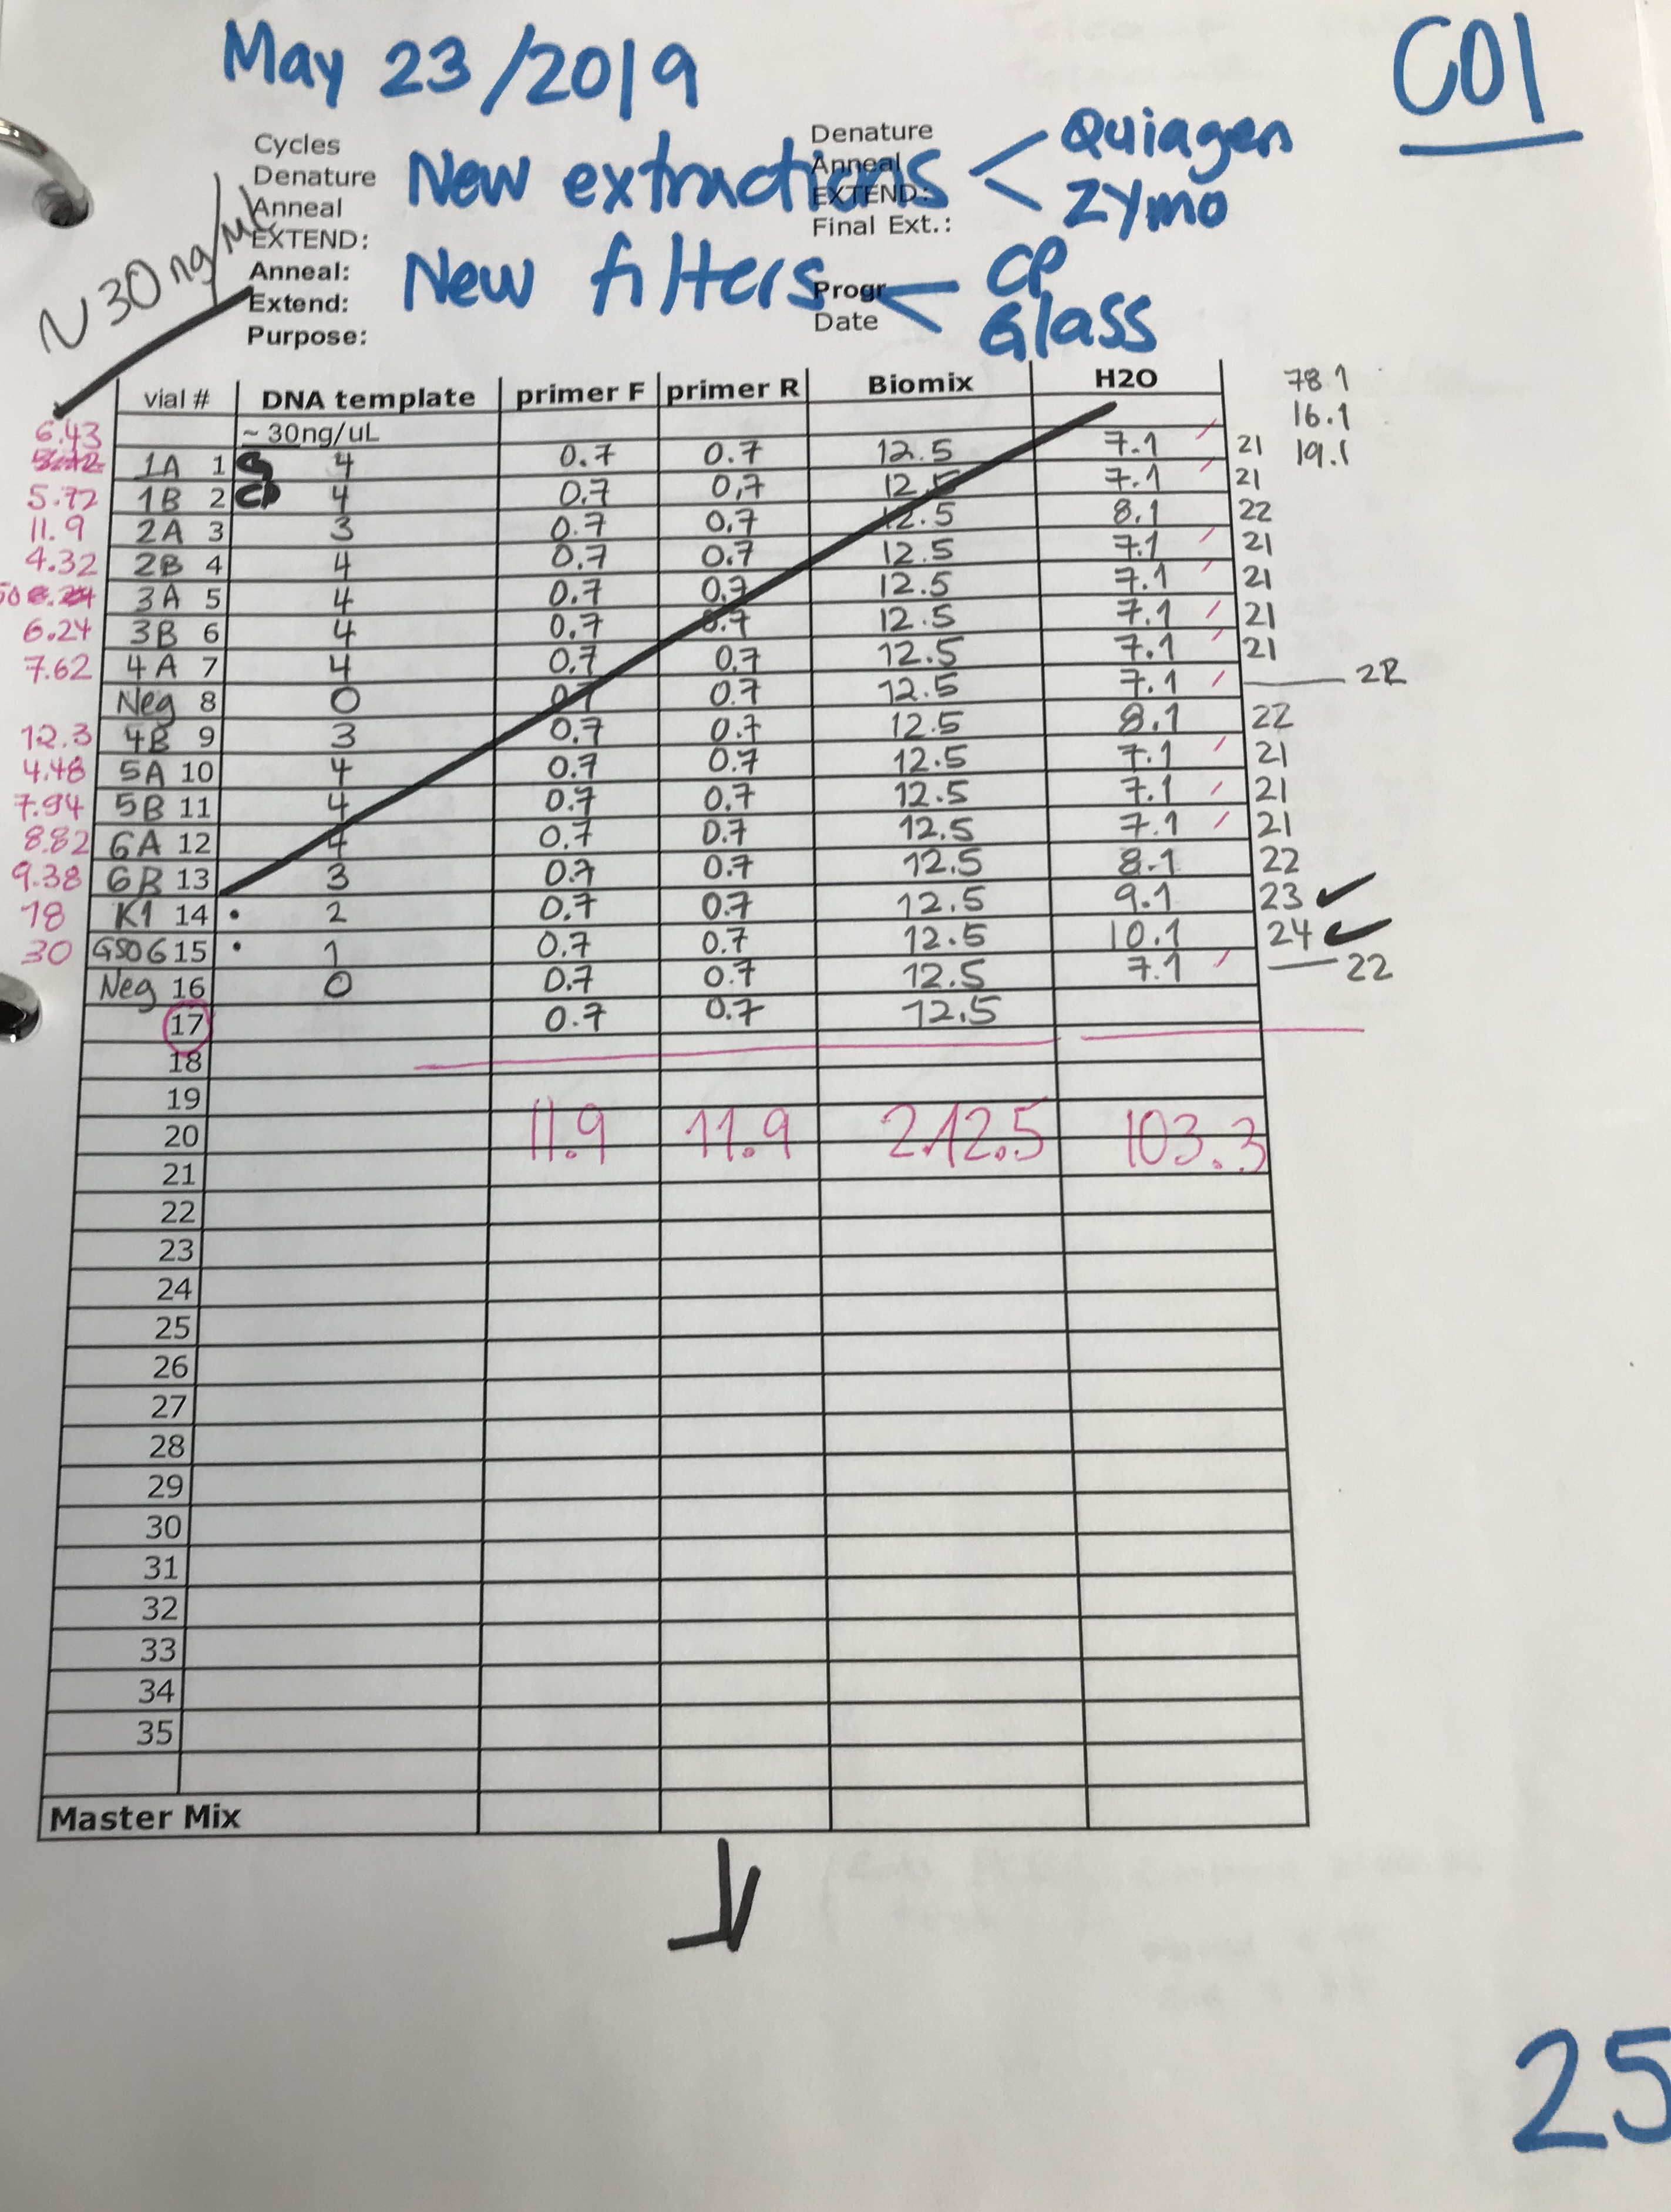 May 23/2019 CO1
Cycles Denature
Denature New extractions Anneal Quiagen
Anneal EXTEND: Zymo
EXTEND: Final Ext.:
N30 ng/ML
Anneal: New filters CP
Extend: Progr Glass
Purpose: Date
vial # DNA template primer F primer R Biomix H2O 78.1
16.1
6.43 ~ 30ng/uL
1A 1 G 4 0.7 0.7 12.5 7.1 21 19.1
5.72 1B 2 CP 4 0.7 0,7 12.5 7.1 21
11.9 2A 3 3 0.7 0.7 12.5 8.1 22
4.32 2B 4 4 0.7 0.7 12.5 7.1 21
3A 5 4 0.7 0.7 12.5 7.1 21
6.24 3B 6 4 0.7 0.7 12.5 7.1 21
7.62 4A 7 4 0.7 0.7 12.5 7.1 21
Neg 8 0 0.7 0.7 12.5 7.1 22
12.3 4B 9 3 0.7 0.7 12.5 8.1 22
4.48 5A 10 4 0.7 0.7 12.5 7.1 21
7.94 5B 11 4 0.7 0.7 12.5 7.1 21
8.82 6A 12 4 0.7 0.7 12.5 7.1 21
9.38 6B 13 3 0.7 0.7 12.5 8.1 22
18 K1 14 • 2 0.7 0.7 12.5 9.1 23 ✓
30 GS06 15 • 1 0.7 0.7 12.5 10.1 24 ✓
Neg 16 0 0.7 0.7 12.5 7.1 22
17 0.7 0.7 12.5
18
19
20 11.9 11.9 212.5 103.3
21
22
23
24
25
26
27
28
29
30
31
32
33
34
35
Master Mix
25